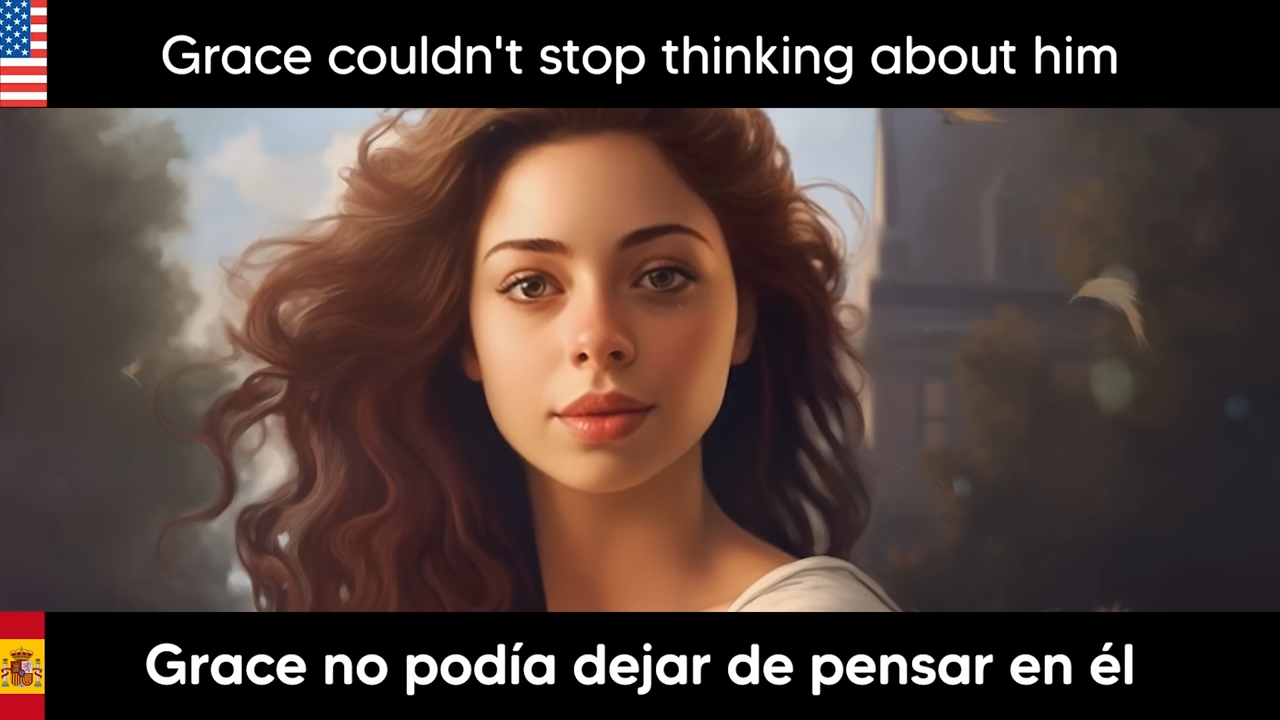 Grace couldn't stop thinking about him
Grace no podía dejar de pensar en él